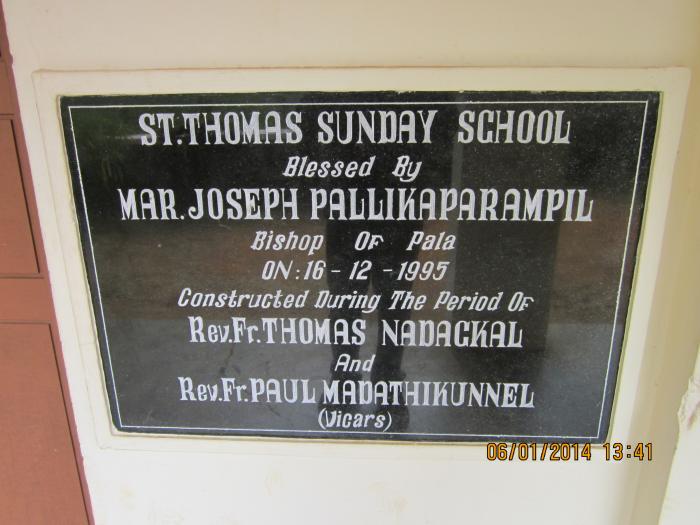 ST.THOMAS SUNDAY SCHOOL
Blessed By
MAR.JOSEPH PALLIKAPARAMPIL
Bishop OF Pala
ON:16-12-1995
Constructed During The Period OF
Rev.Fr.THOMAS NADACKAL
And
Rev.Fr.PAUL MADATHIKUNNEL
(Vicars)
06/01/2014 13:41